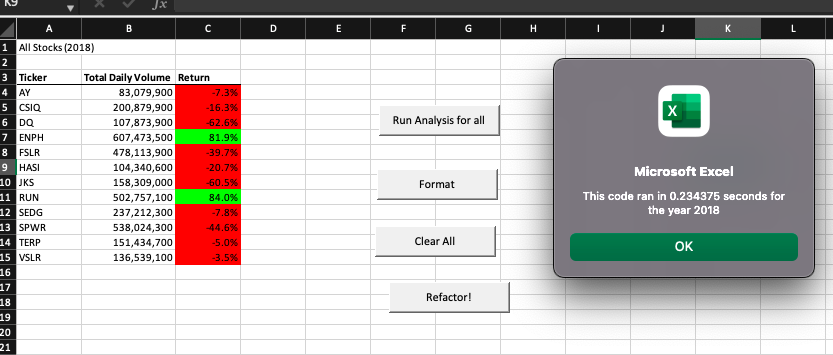 K9
fx
A B C D E F G H I J K L
1 All Stocks (2018)
2
3 Ticker Total Daily Volume Return
4 AY 83,079,900 -7.3%
5 CSIQ 200,879,900 -16.3%
6 DQ 107,873,900 -62.6%
7 ENPH 607,473,500 81.9%
8 FSLR 478,113,900 -39.7%
9 HASI 104,340,600 -20.7%
10 JKS 158,309,000 -60.5%
11 RUN 502,757,100 84.0%
12 SEDG 237,212,300 -7.8%
13 SPWR 538,024,300 -44.6%
14 TERP 151,434,700 -5.0%
15 VSLR 136,539,100 -3.5%
16
17
18
19
20
21
Run Analysis for all
Format
Clear All
Refactor!
X
Microsoft Excel
This code ran in 0.234375 seconds for
the year 2018
OK